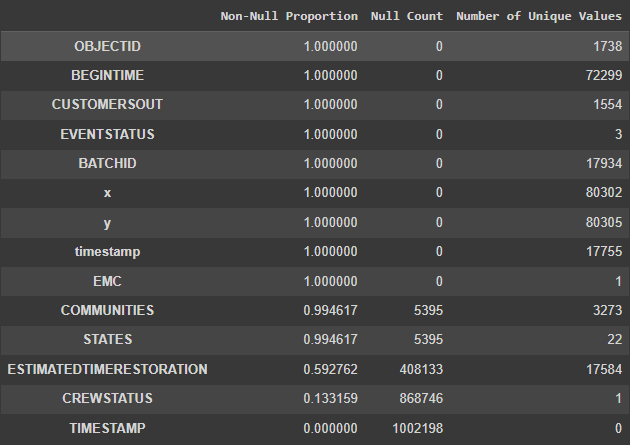 Non-Null Proportion Null Count Number of Unique Values
OBJECTID 1.000000 0 1738
BEGINTIME 1.000000 0 72299
CUSTOMERSOUT 1.000000 0 1554
EVENTSTATUS 1.000000 0 3
BATCHID 1.000000 0 17934
x 1.000000 0 80302
y 1.000000 0 80305
timestamp 1.000000 0 17755
EMC 1.000000 0 1
COMMUNITIES 0.994617 5395 3273
STATES 0.994617 5395 22
ESTIMATEDTIMERESTORATION 0.592762 408133 17584
CREWSTATUS 0.133159 868746 1
TIMESTAMP 0.000000 1002198 0